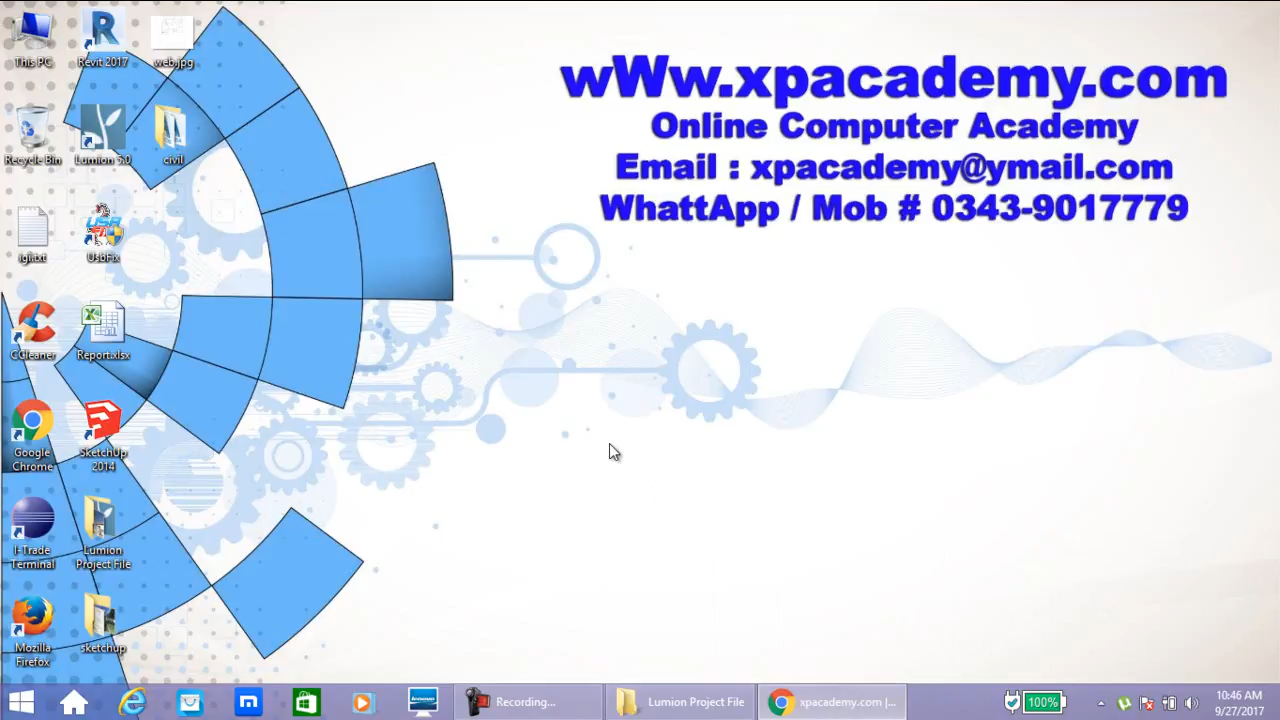 wWw.xpacademy.com
Online Computer Academy
Email : xpacademy@ymail.com
WhattApp / Mob # 0343-9017779
This PC
Revit 2017
web.jpg
Recycle Bin
Lumion 5.0
civil
igi.txt
UsbFix
CCleaner
Report.xlsx
Google
Chrome
SketchUp
2014
I-Trade
Terminal
Lumion
Project File
Mozilla
Firefox
sketchup
Recording...
Lumion Project File
xpacademy.com |...
100%
10:46 AM
9/27/2017